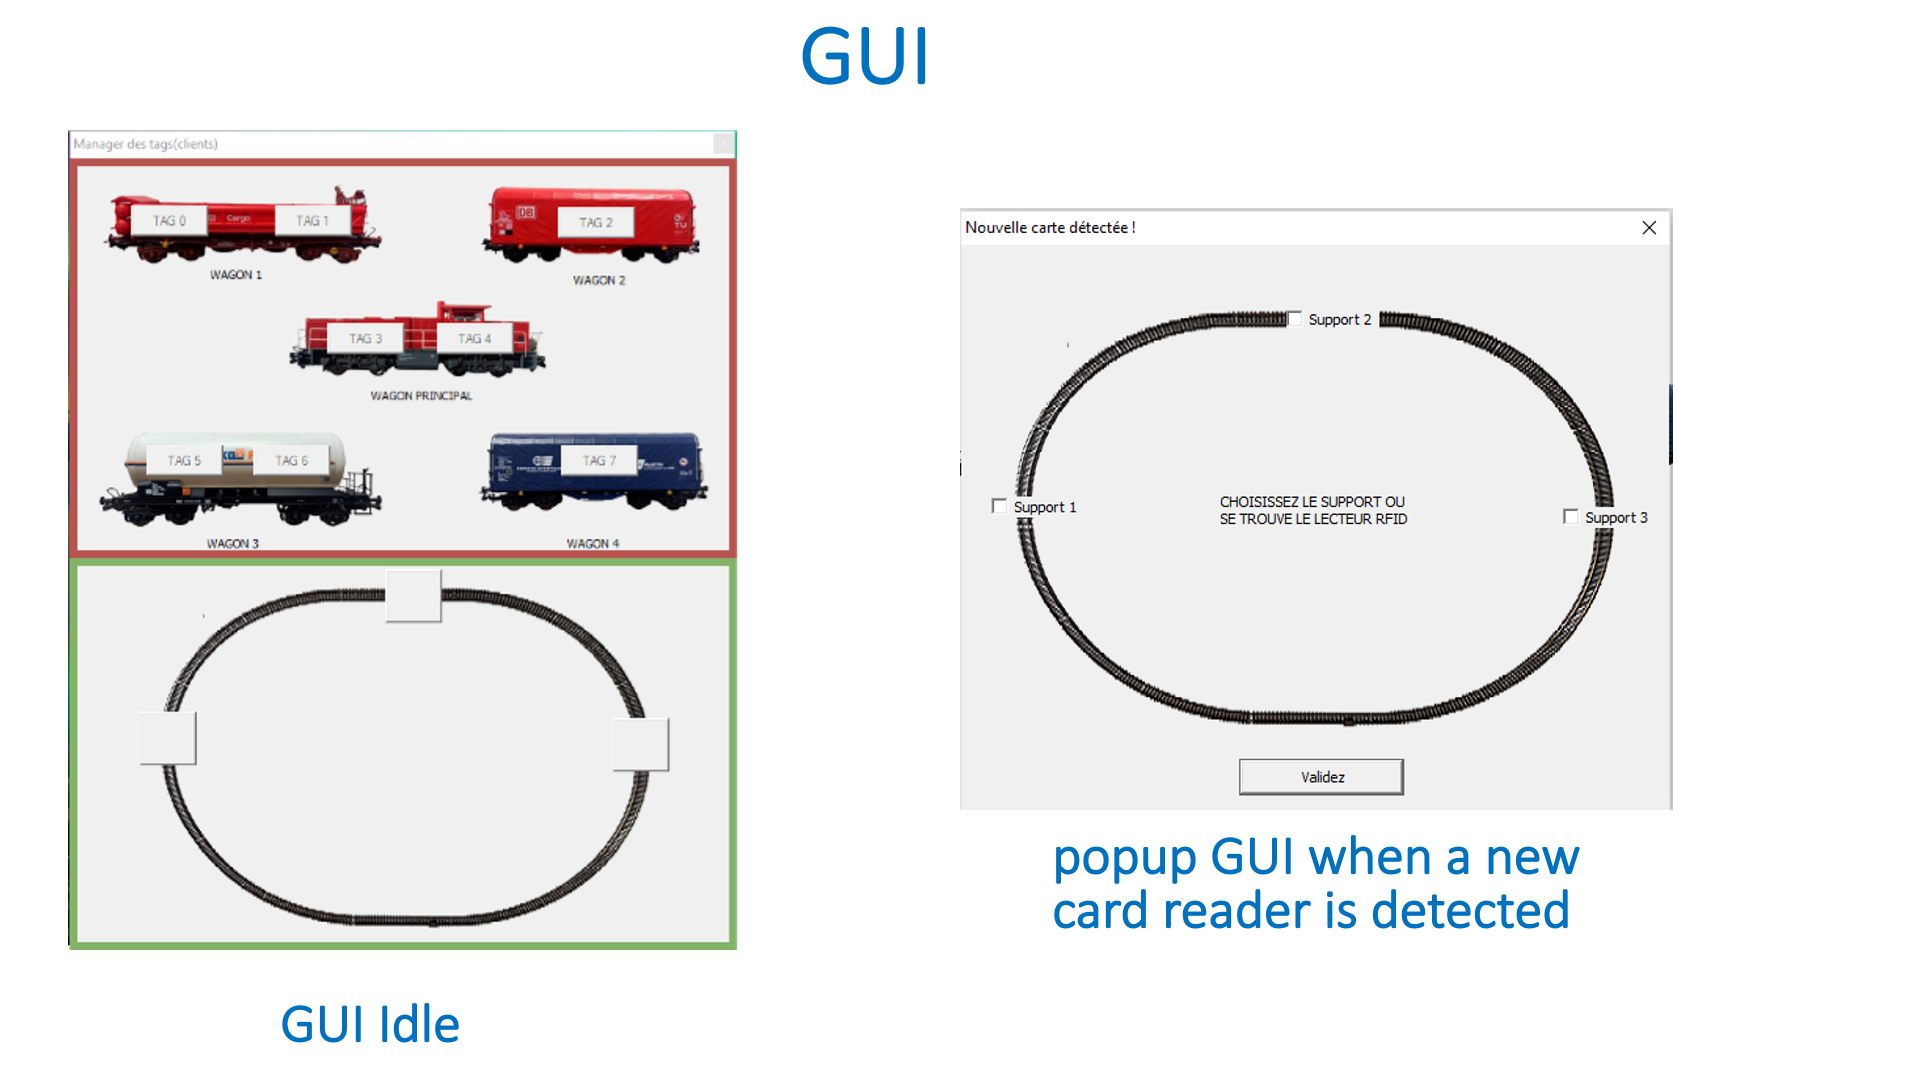 GUI
Manager des tags(clients)
TAG 0
Cargo
TAG 1
WAGON 1
DB
TAG 2
WAGON 2
TAG 3
TAG 4
WAGON PRINCIPAL
TAG 5
TAG 6
WAGON 3
TAG 7
WAGON 4
GUI Idle
Nouvelle carte détectée !
Support 2
Support 1
CHOISISSEZ LE SUPPORT OU
SE TROUVE LE LECTEUR RFID
Support 3
Validez
popup GUI when a new
card reader is detected